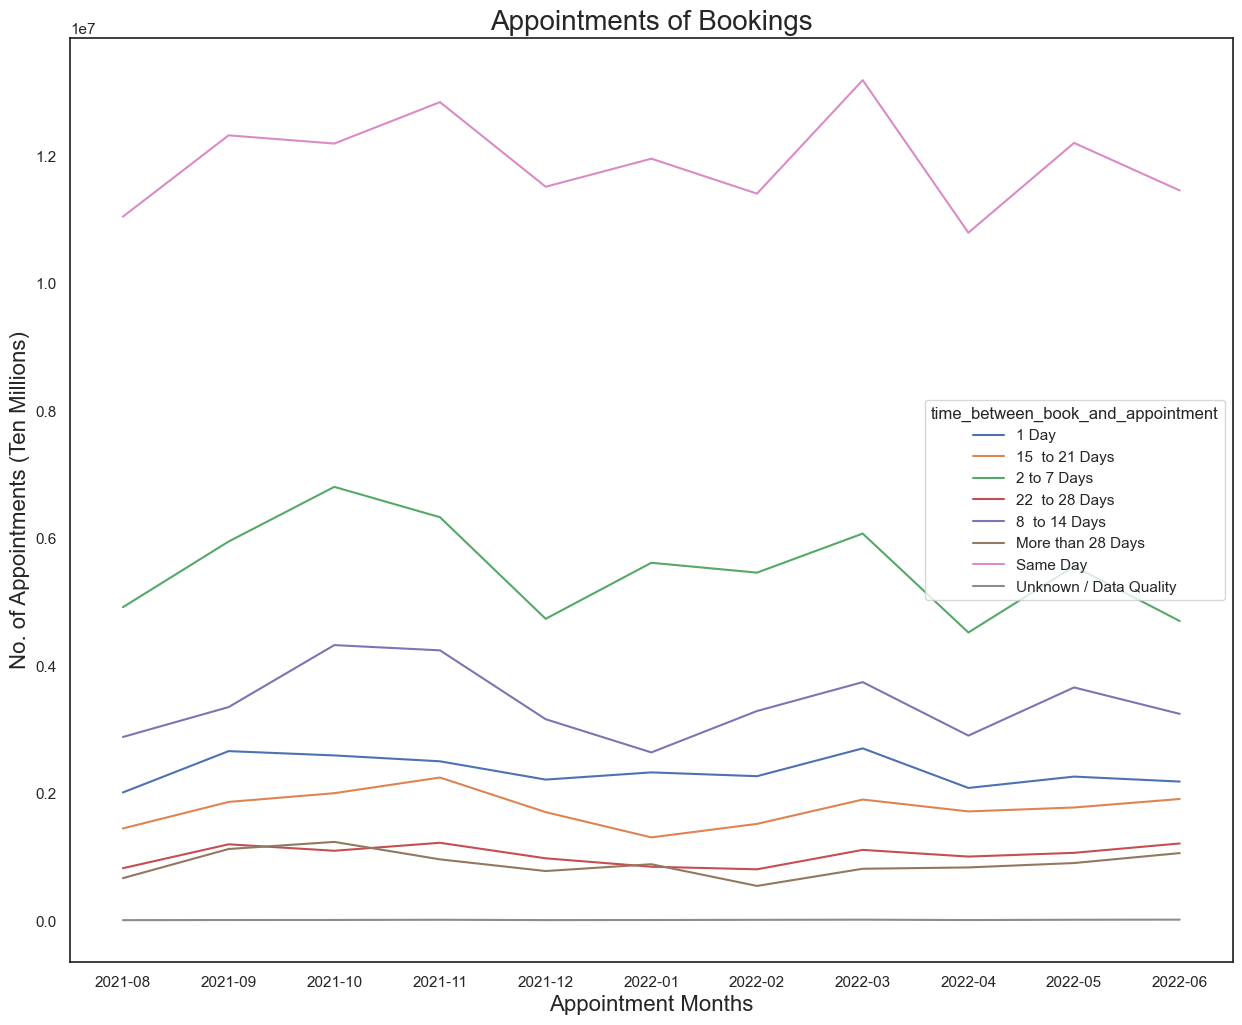 Appointments of Bookings
1e7
1.2
1.0
0.8
0.6
0.4
0.2
0.0
No. of Appointments (Ten Millions)
time_between_book_and_appointment
1 Day
15  to 21 Days
2 to 7 Days
22  to 28 Days
8  to 14 Days
More than 28 Days
Same Day
Unknown / Data Quality
2021-08 2021-09 2021-10 2021-11 2021-12 2022-01 2022-02 2022-03 2022-04 2022-05 2022-06
Appointment Months